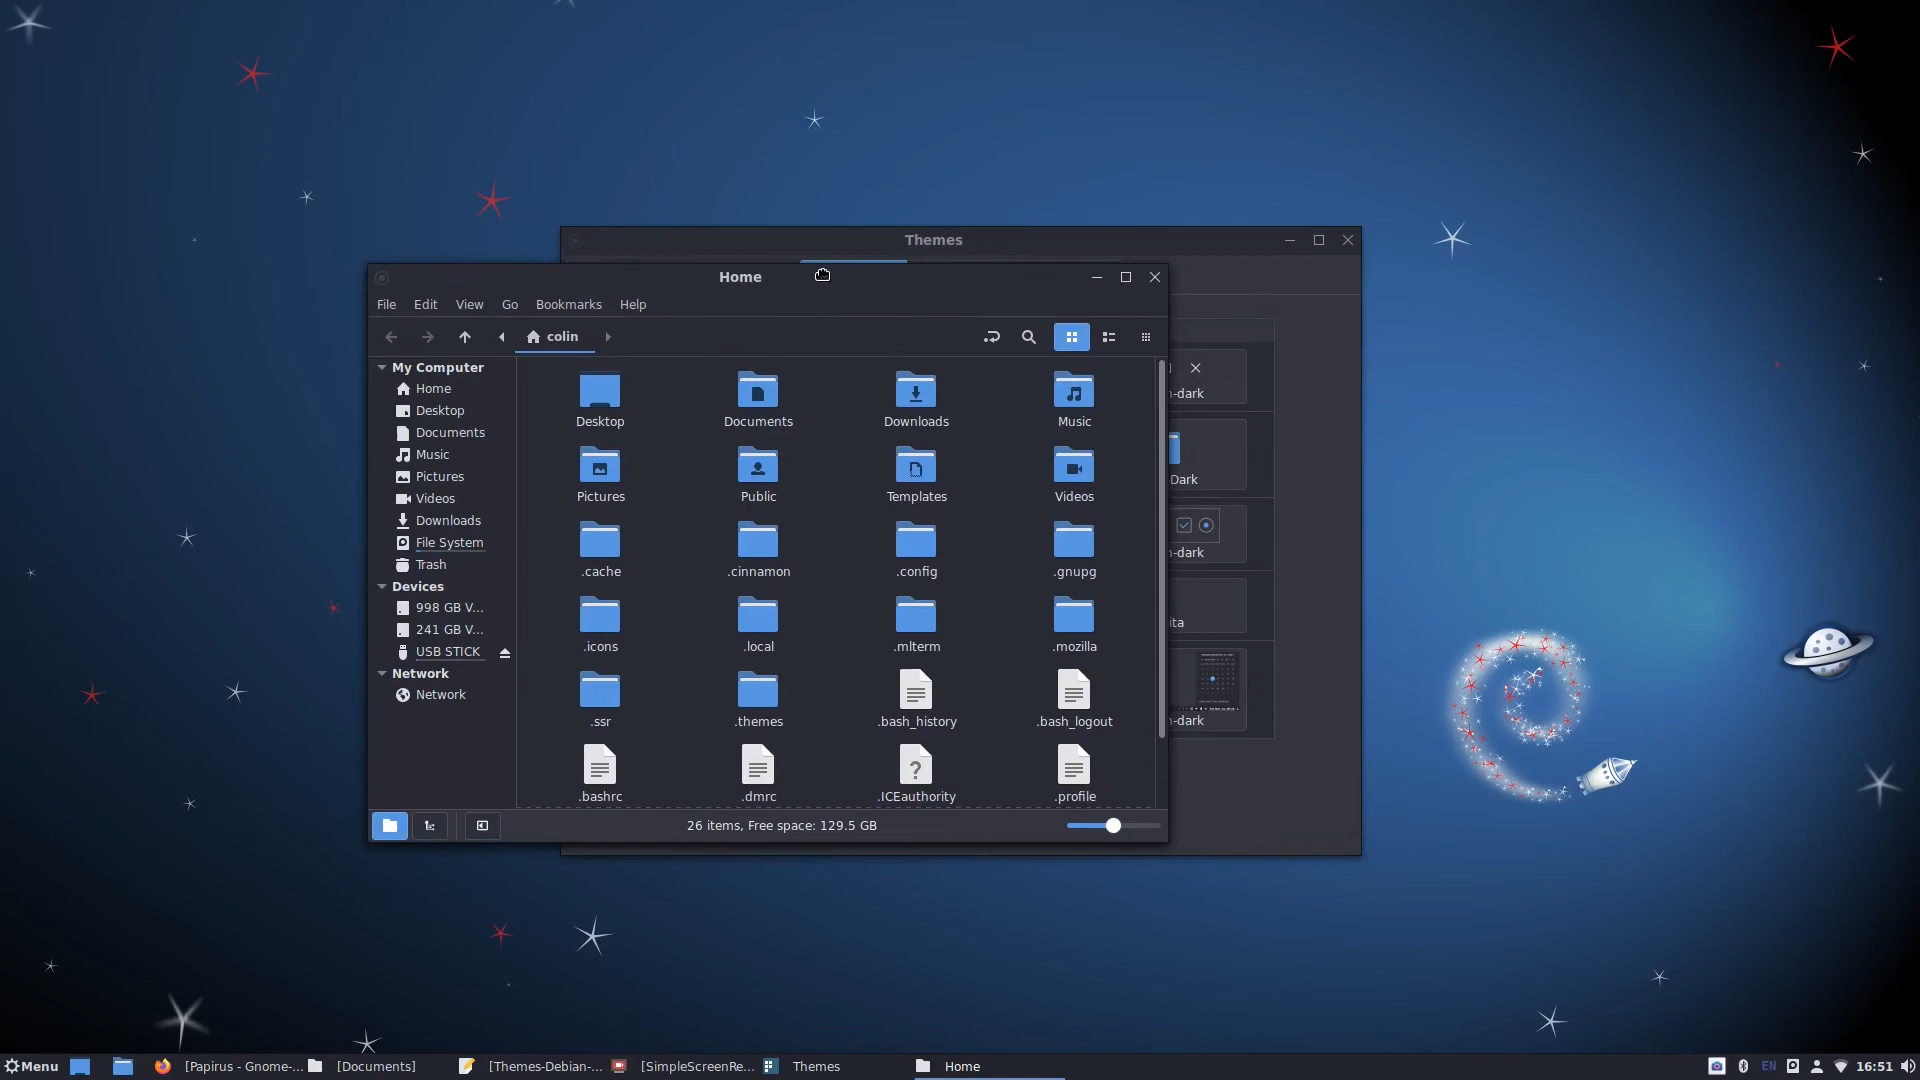 Themes
Home
File Edit View Go Bookmarks Help
colin
My Computer
Home
Desktop
Documents
Music
Pictures
Videos
Downloads
File System
Trash
Devices
998 GB V...
241 GB V...
USB STICK
Network
Network
Desktop Documents Downloads Music
Pictures Public Templates Videos
.cache .cinnamon .config .gnupg
.icons .local .mlterm .mozilla
.ssr .themes .bash_history .bash_logout
.bashrc .dmrc .ICEauthority .profile
26 items, Free space: 129.5 GB
-dark
Dark
-dark
ita
-dark
Menu [Papirus - Gnome-... [Documents] [Themes-Debian-... [SimpleScreenRe... Themes Home EN 16:51